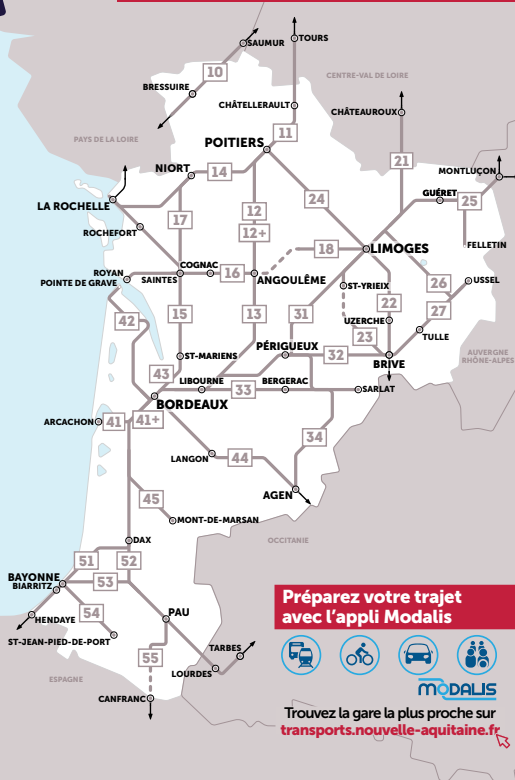 SAUMUR
TOURS
10
CENTRE-VAL DE LOIRE
BRESSUIRE
CHÂTELLERAULT
CHÂTEAUROUX
11
PAYS DE LA LOIRE
POITIERS
21
NIORT
14
MONTLUÇON
LA ROCHELLE
24
GUÉRET
25
17
12
12+
ROCHEFORT
18
LIMOGES
FELLETIN
COGNAC
ROYAN
16
ANGOULÊME
POINTE DE GRAVE
SAINTES
ST-YRIEIX
26
USSEL
42
15
13
31
22
27
UZERCHE
23
TULLE
PÉRIGUEUX
ST-MARIENS
32
BRIVE
AUVERGNE
RHÔNE-ALPES
43
LIBOURNE
33
BERGERAC
SARLAT
BORDEAUX
ARCACHON
41
41+
34
LANGON
44
AGEN
45
MONT-DE-MARSAN
DAX
OCCITANIE
51
52
BAYONNE
BIARRITZ
53
54
HENDAYE
PAU
ST-JEAN-PIED-DE-PORT
TARBES
55
LOURDES
ESPAGNE
CANFRANC
Préparez votre trajet
avec l’appli Modalis
MODALIS
Trouvez la gare la plus proche sur
transports.nouvelle-aquitaine.fr